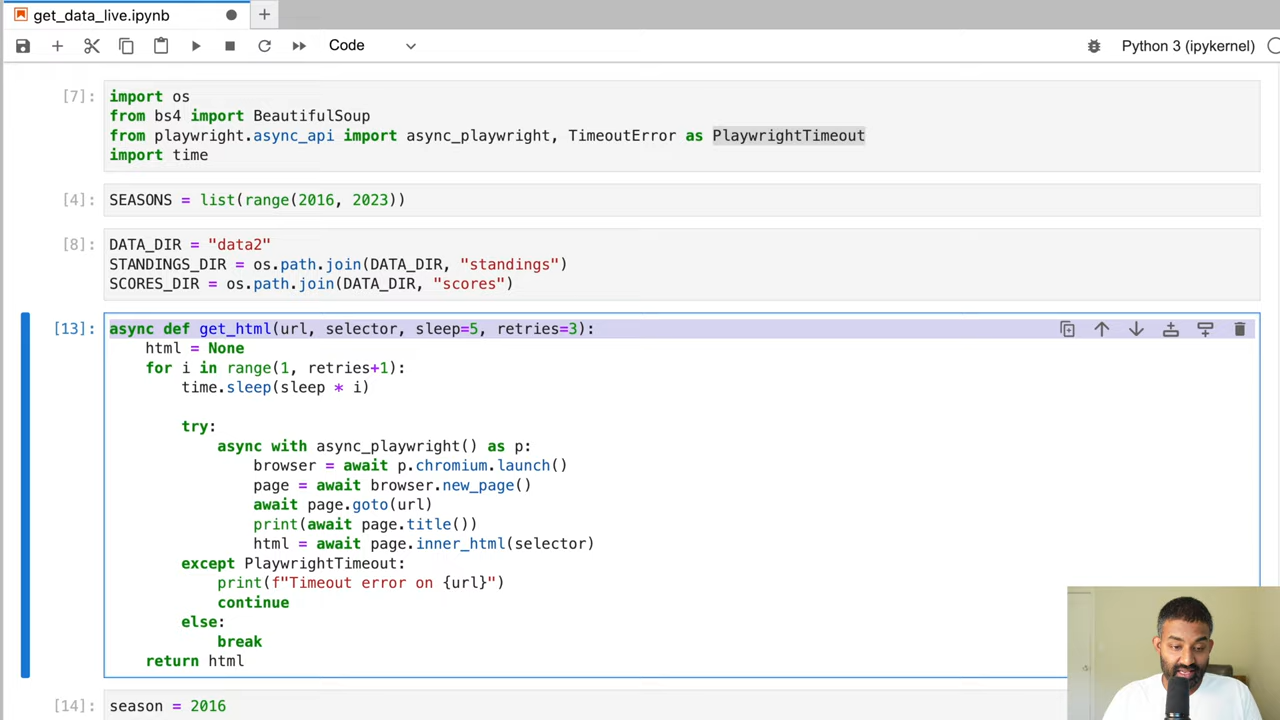 get_data_live.ipynb
Code
Python 3 (ipykernel)
[7]:
import os
from bs4 import BeautifulSoup
from playwright.async_api import async_playwright, TimeoutError as PlaywrightTimeout
import time
[4]:
SEASONS = list(range(2016, 2023))
[8]:
DATA_DIR = "data2"
STANDINGS_DIR = os.path.join(DATA_DIR, "standings")
SCORES_DIR = os.path.join(DATA_DIR, "scores")
[13]:
async def get_html(url, selector, sleep=5, retries=3):
    html = None
    for i in range(1, retries+1):
        time.sleep(sleep * i)
        try:
            async with async_playwright() as p:
                browser = await p.chromium.launch()
                page = await browser.new_page()
                await page.goto(url)
                print(await page.title())
                html = await page.inner_html(selector)
        except PlaywrightTimeout:
            print(f"Timeout error on {url}")
            continue
        else:
            break
    return html
[14]:
season = 2016